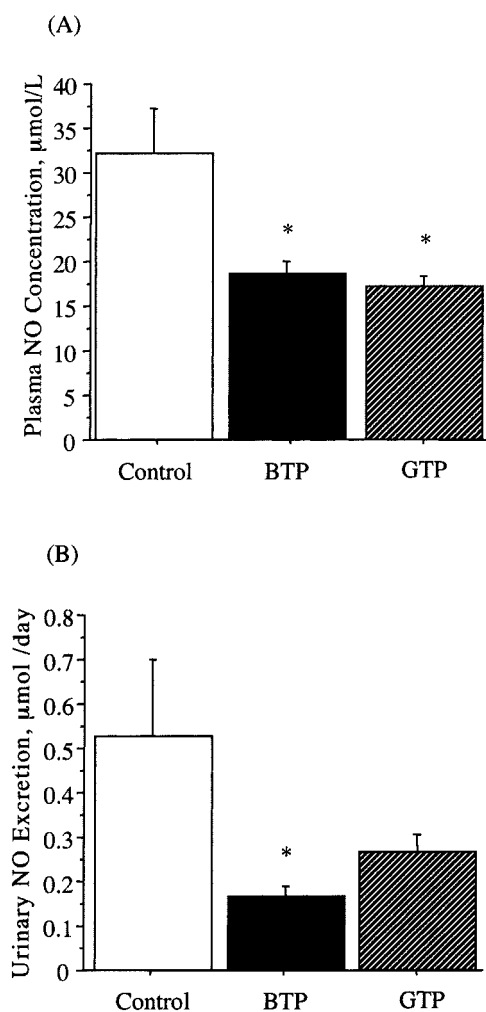 (A)
Plasma NO Concentration, μmol/L
40
35
30
25
20
15
10
5
0
*
*
Control
BTP
GTP
(B)
Urinary NO Excretion, μmol /day
0.8
0.7
0.6
0.5
0.4
0.3
0.2
0.1
0
*
Control
BTP
GTP